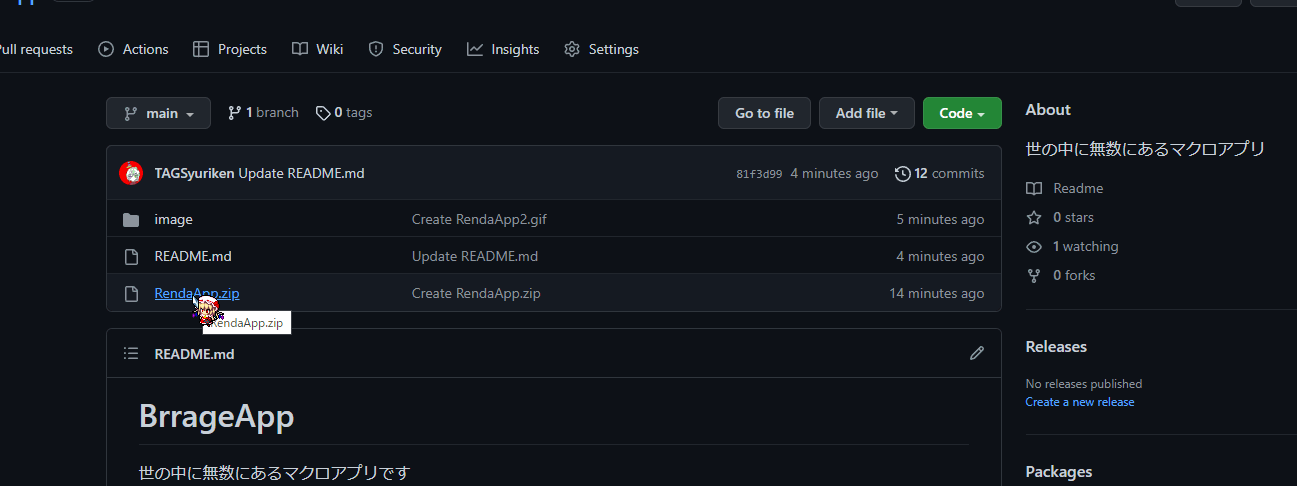 Pull requests Actions Projects Wiki Security Insights Settings
main 1 branch 0 tags Go to file Add file Code
TAGSyuriken Update README.md 81f3d99 4 minutes ago 12 commits
image Create RendaApp2.gif 5 minutes ago
README.md Update README.md 4 minutes ago
RendaApp.zip Create RendaApp.zip 14 minutes ago
RendaApp.zip
README.md
BrrageApp
世の中に無数にあるマクロアプリです
About
世の中に無数にあるマクロアプリ
Readme
0 stars
1 watching
0 forks
Releases
No releases published
Create a new release
Packages